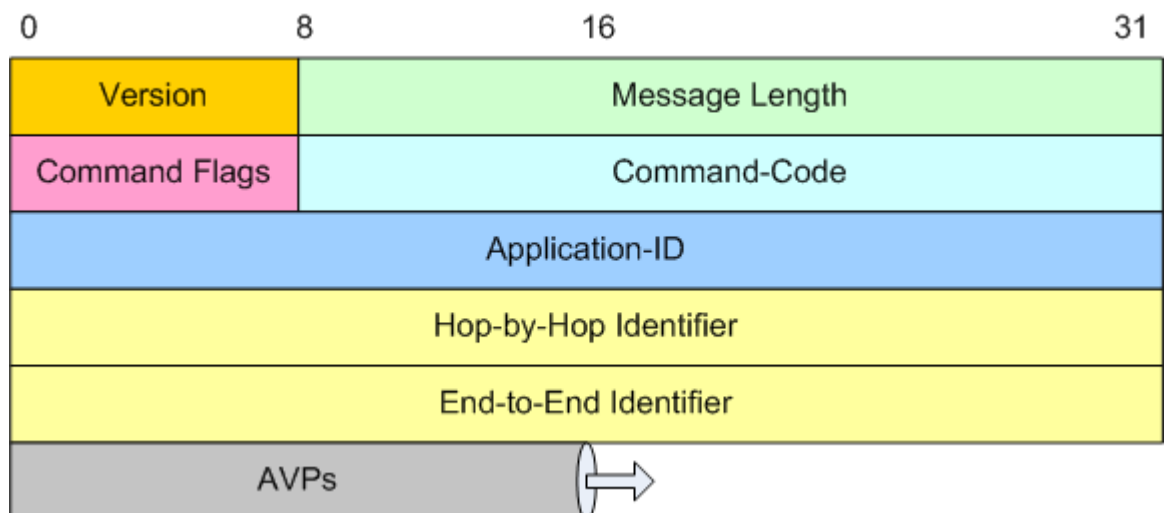 0 8 16 31
Version Message Length
Command Flags Command-Code
Application-ID
Hop-by-Hop Identifier
End-to-End Identifier
AVPs